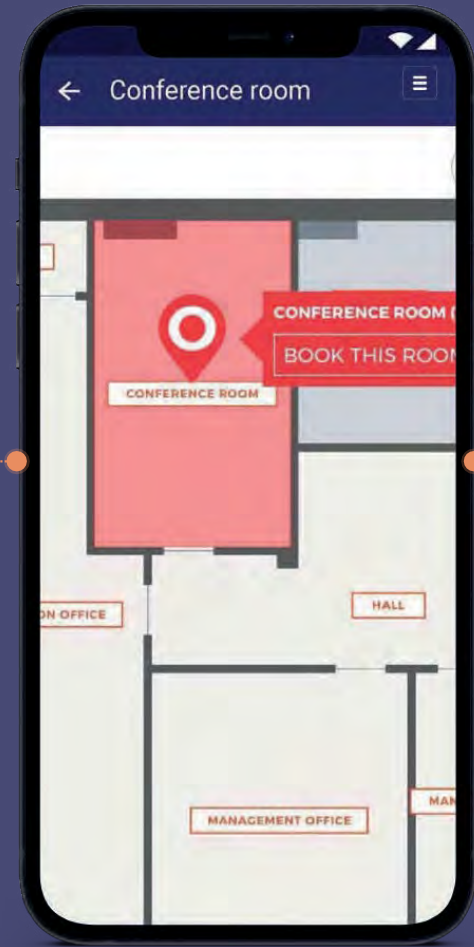 Conference room
CONFERENCE ROOM (
BOOK THIS ROOM
CONFERENCE ROOM
ON OFFICE
HALL
MANAGEMENT OFFICE
MAN